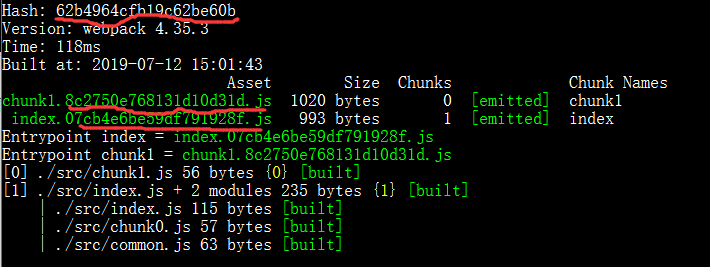 Hash: 62b4964cfb19c62be60b
Version: webpack 4.35.3
Time: 118ms
Built at: 2019-07-12 15:01:43
Asset Size Chunks Chunk Names
chunk1.8c2750e768131d10d31d.js 1020 bytes 0 [emitted] chunk1
index.07cb4e6be59df791928f.js 993 bytes 1 [emitted] index
Entrypoint index = index.07cb4e6be59df791928f.js
Entrypoint chunk1 = chunk1.8c2750e768131d10d31d.js
[0] ./src/chunk1.js 56 bytes {0} [built]
[1] ./src/index.js + 2 modules 235 bytes {1} [built]
| ./src/index.js 115 bytes [built]
| ./src/chunk0.js 57 bytes [built]
| ./src/common.js 63 bytes [built]